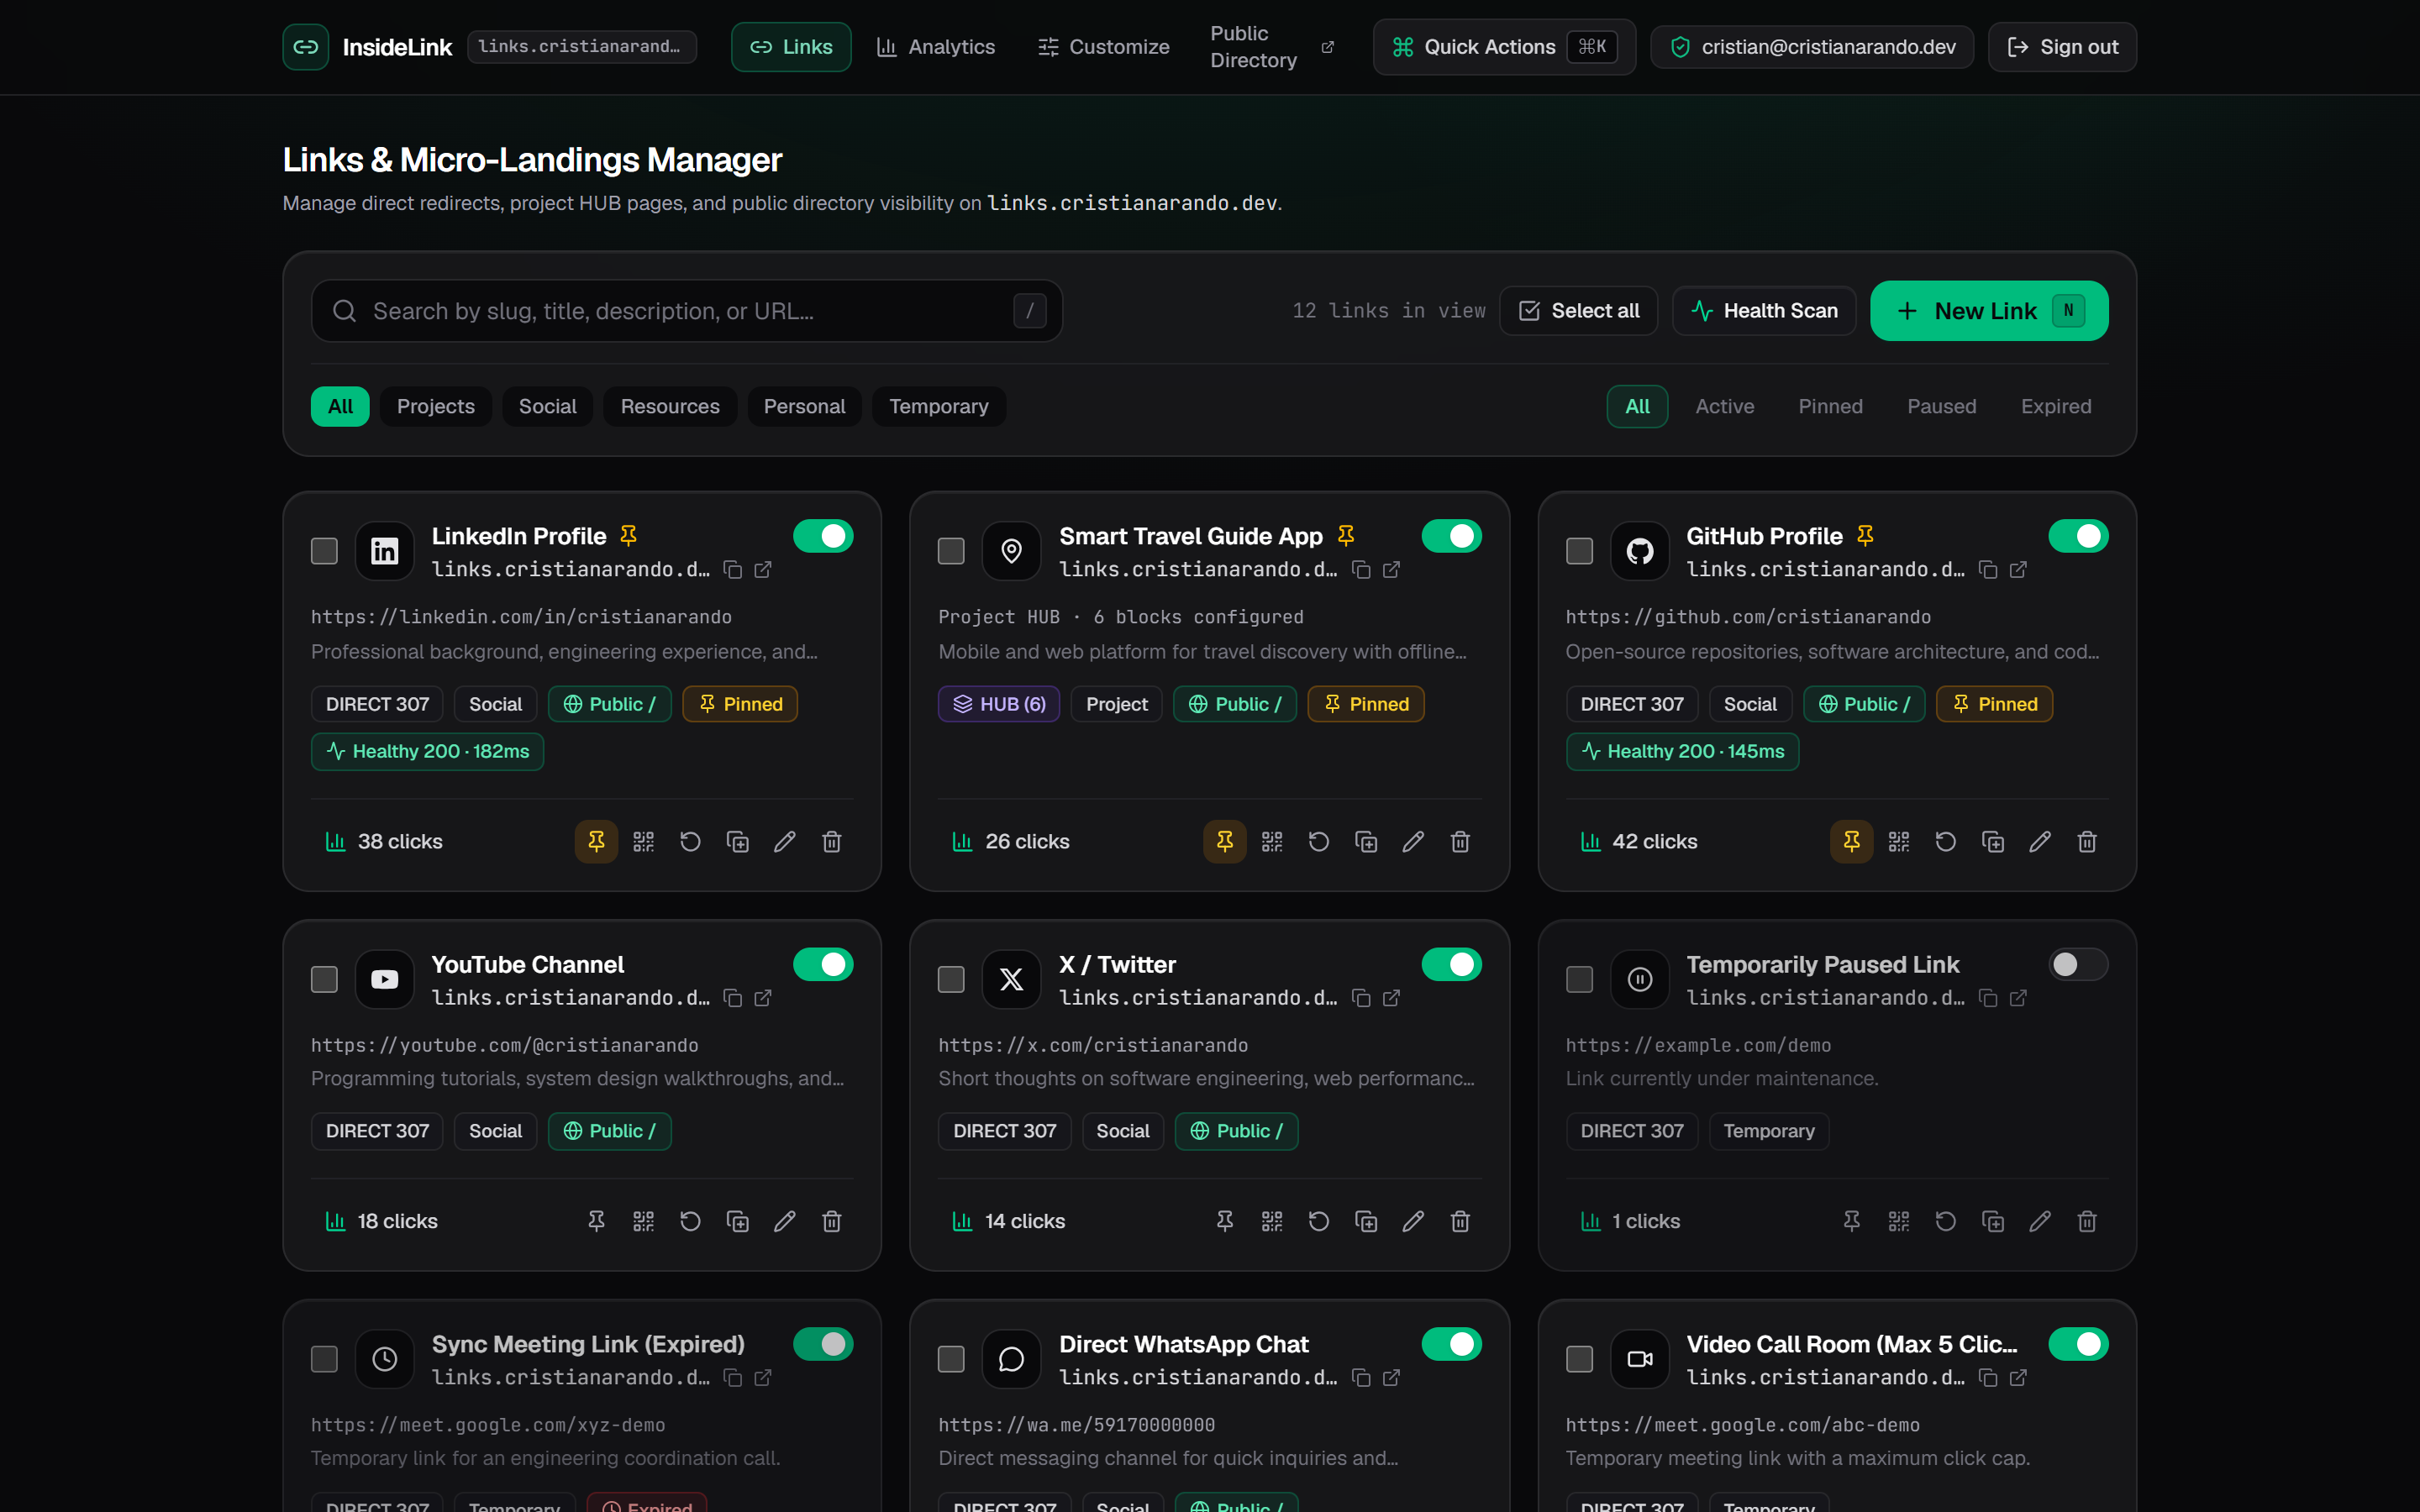 InsideLink links.cristianarand… Links Analytics Customize Public Directory Quick Actions ⌘K cristian@cristianarando.dev Sign out
Links & Micro-Landings Manager
Manage direct redirects, project HUB pages, and public directory visibility on links.cristianarando.dev.
Search by slug, title, description, or URL... / 12 links in view Select all Health Scan New Link N
All Projects Social Resources Personal Temporary All Active Pinned Paused Expired
LinkedIn Profile
links.cristianarando.d…
https://linkedin.com/in/cristianarando
Professional background, engineering experience, and…
DIRECT 307 Social Public / Pinned
Healthy 200 · 182ms
38 clicks
Smart Travel Guide App
links.cristianarando.d…
Project HUB · 6 blocks configured
Mobile and web platform for travel discovery with offline…
HUB (6) Project Public / Pinned
26 clicks
GitHub Profile
links.cristianarando.d…
https://github.com/cristianarando
Open-source repositories, software architecture, and cod…
DIRECT 307 Social Public / Pinned
Healthy 200 · 145ms
42 clicks
YouTube Channel
links.cristianarando.d…
https://youtube.com/@cristianarando
Programming tutorials, system design walkthroughs, and…
DIRECT 307 Social Public /
18 clicks
X / Twitter
links.cristianarando.d…
https://x.com/cristianarando
Short thoughts on software engineering, web performanc…
DIRECT 307 Social Public /
14 clicks
Temporarily Paused Link
links.cristianarando.d…
https://example.com/demo
Link currently under maintenance.
DIRECT 307 Temporary
1 clicks
Sync Meeting Link (Expired)
links.cristianarando.d…
https://meet.google.com/xyz-demo
Temporary link for an engineering coordination call.
DIRECT 307 Temporary Expired
Direct WhatsApp Chat
links.cristianarando.d…
https://wa.me/59170000000
Direct messaging channel for quick inquiries and…
DIRECT 307 Social Public /
Video Call Room (Max 5 Clic…
links.cristianarando.d…
https://meet.google.com/abc-demo
Temporary meeting link with a maximum click cap.
DIRECT 307 Temporary